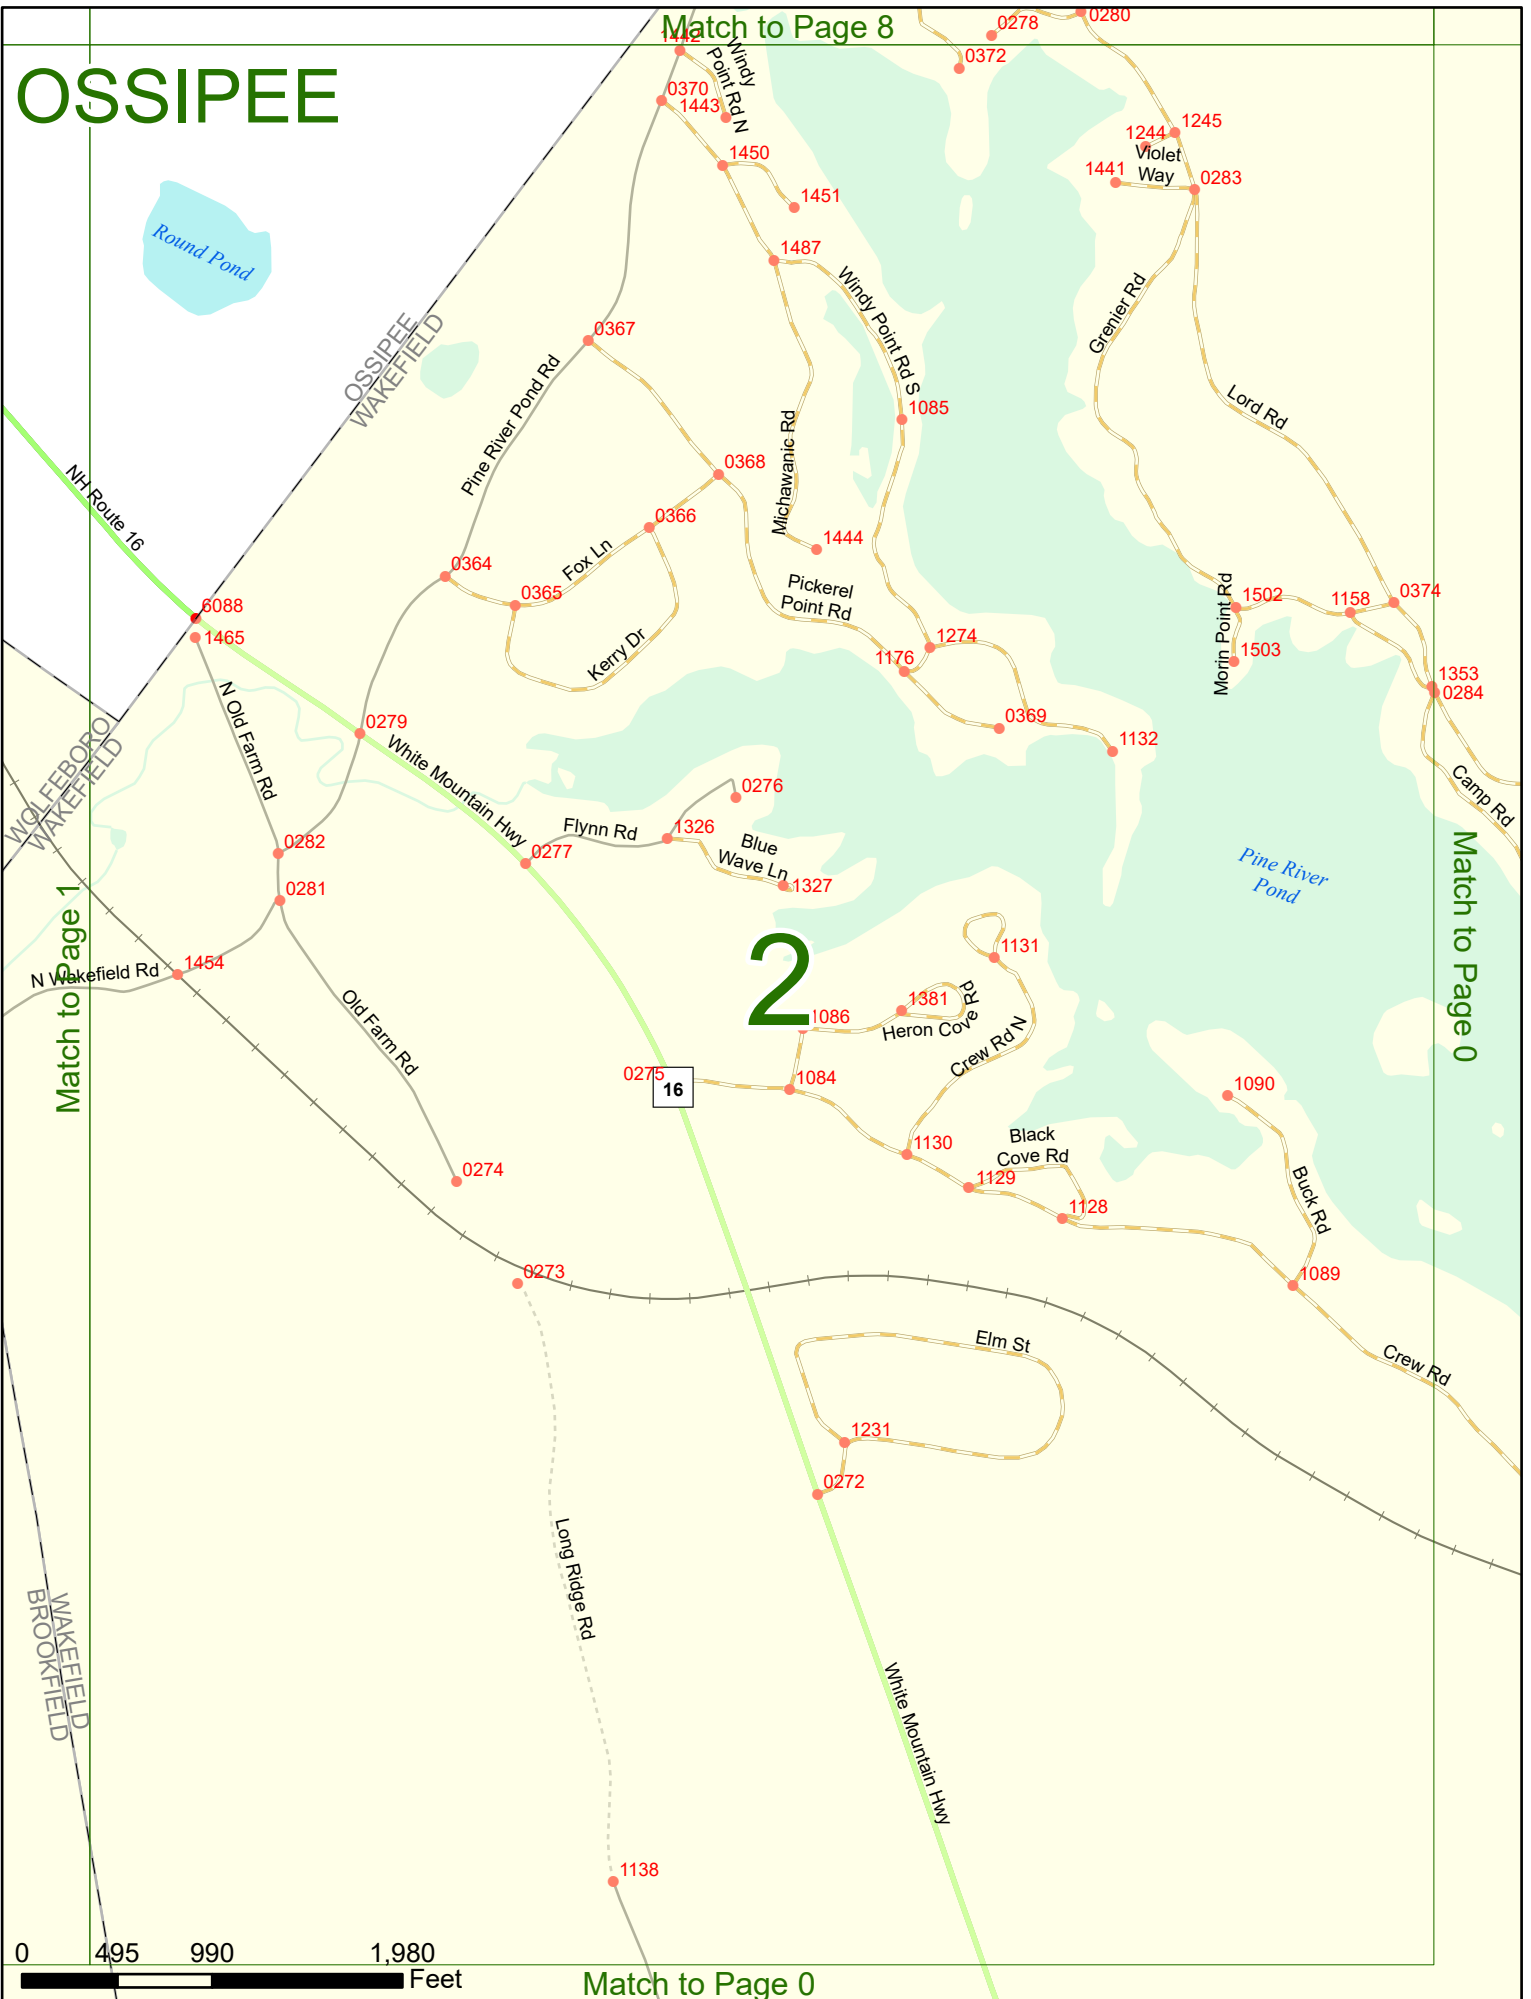 Match to Page 8
OSSIPEE
0278
0280
0372
1442
Windy
Point Rd N
0370
1443
1450
1451
1487
1245
1244
Violet
Way
1441
0283
Round Pond
OSSIPEE
WAKEFIELD
0367
Windy Point Rd S
Grenier Rd
Lord Rd
1085
Pine River Pond Rd
Michawanic Rd
NH Route 16
0368
0366
1444
Fox Ln
0364
0365
Pickerel
Point Rd
6088
1465
Kerry Dr
1274
1176
Morin Point Rd
1502
1158
0374
1503
1353
0284
N Old Farm Rd
0279
0369
1132
WOLFEBORO
WAKEFIELD
White Mountain Hwy
0276
Camp Rd
Flynn Rd
1326
Blue
Wave Ln
1327
0282
0277
0281
Pine River
Pond
Match to Page 1
Match to Page 0
2
1131
N Wakefield Rd
1454
Old Farm Rd
1086
1381
Heron Cove Rd
Crew Rd N
0275
16
1084
1090
1130
Black
Cove Rd
1129
1128
Buck Rd
0274
0273
1089
Elm St
Crew Rd
1231
0272
Long Ridge Rd
WAKEFIELD
BROOKFIELD
White Mountain Hwy
1138
0 495 990 1,980
Feet
Match to Page 0